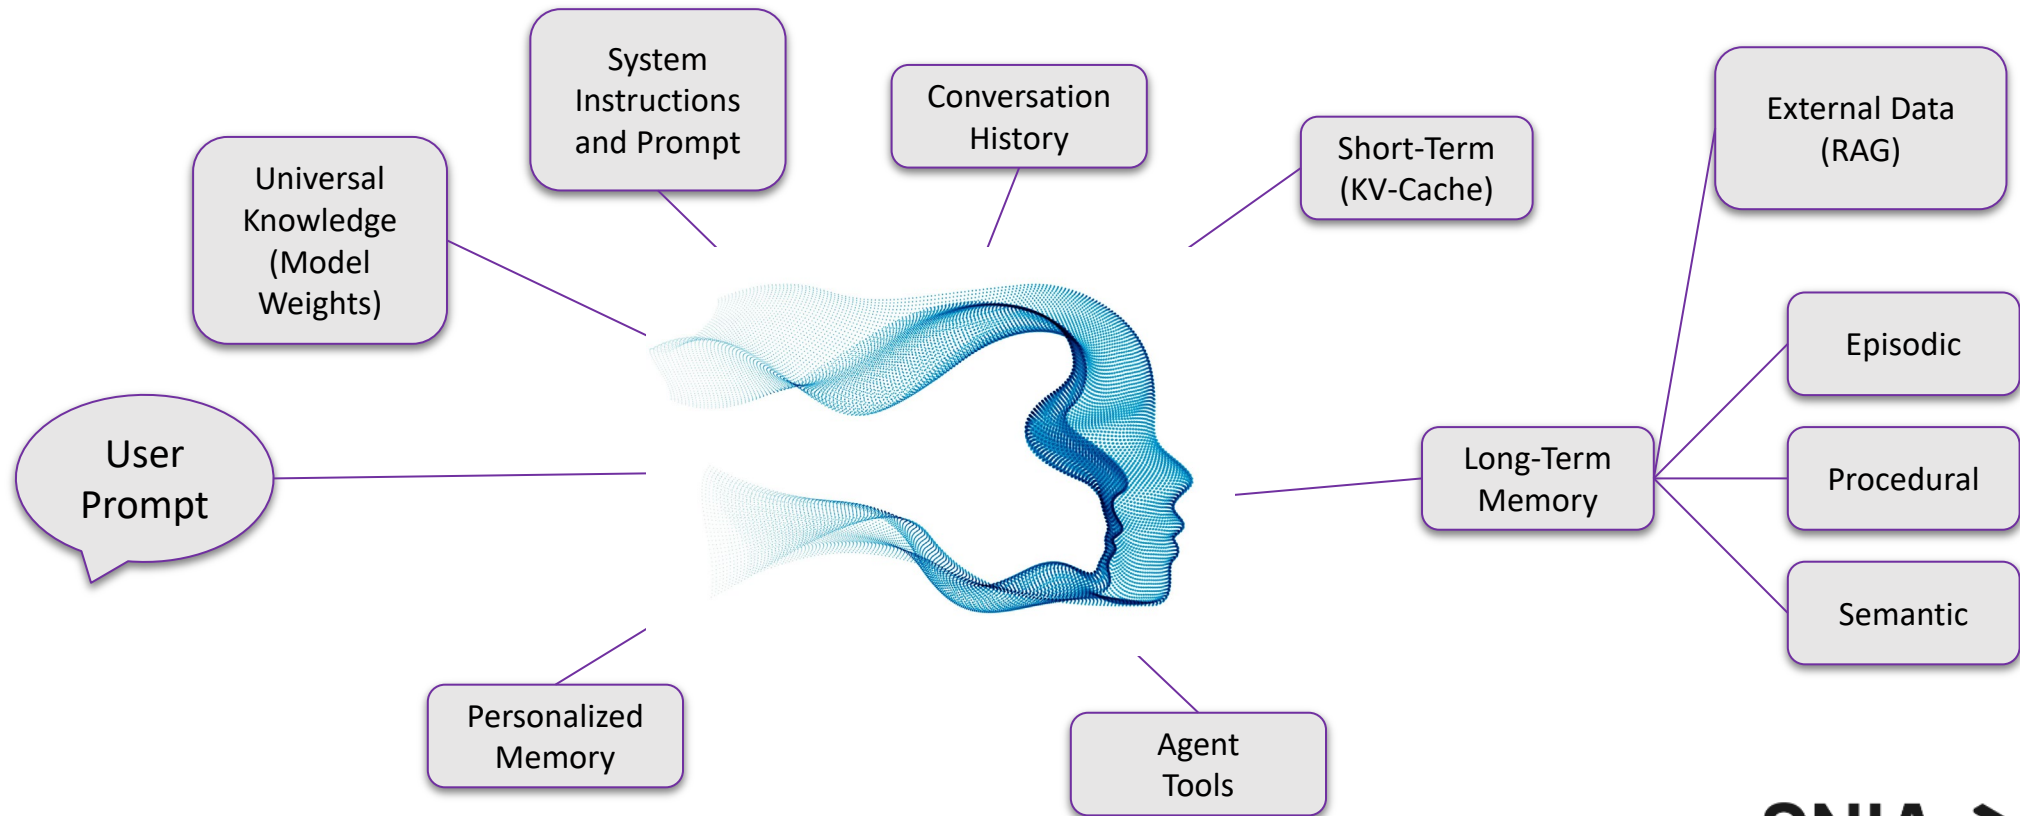 System
Instructions
and Prompt
Conversation
History
Short-Term
(KV-Cache)
External Data
(RAG)
Universal
Knowledge
(Model
Weights)
Episodic
User
Prompt
Long-Term
Memory
Procedural
Semantic
Personalized
Memory
Agent
Tools